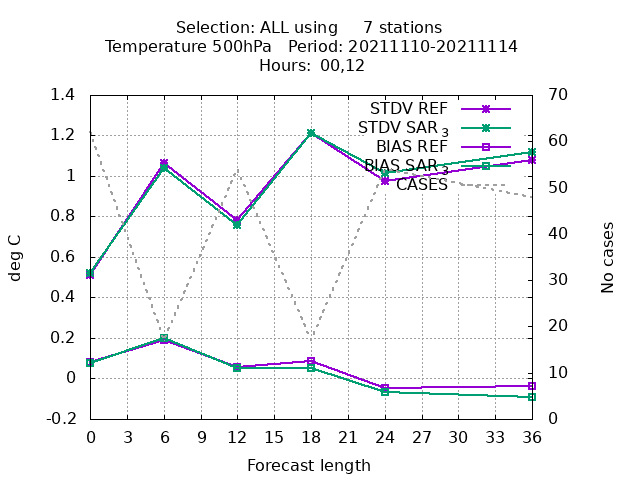 Selection: ALL using 7 stations
Temperature 500hPa Period: 20211110-20211114
Hours: 00,12
STDV REF
STDV SAR 3
BIAS REF
BIAS SAR 3
CASES
1.4
1.2
1
0.8
0.6
0.4
0.2
0
-0.2
deg C
70
60
50
40
30
20
10
0
No cases
0 3 6 9 12 15 18 21 24 27 30 33 36
Forecast length